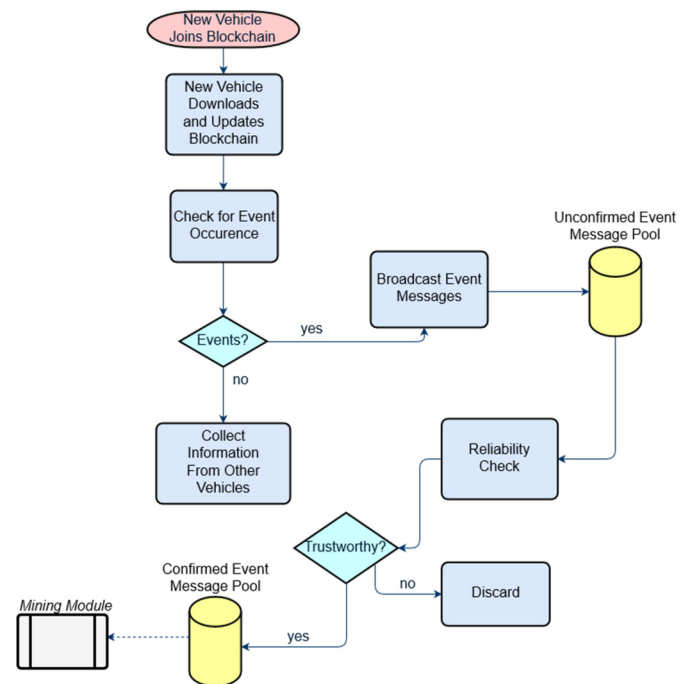 New Vehicle
Joins Blockchain
New Vehicle
Downloads
and Updates
Blockchain
Check for Event
Occurence
Unconfirmed Event
Message Pool
Broadcast Event
Messages
Events?
yes
no
Collect
Information
From Other
Vehicles
Reliability
Check
Trustworthy?
no
Discard
Confirmed Event
Message Pool
Mining Module
yes